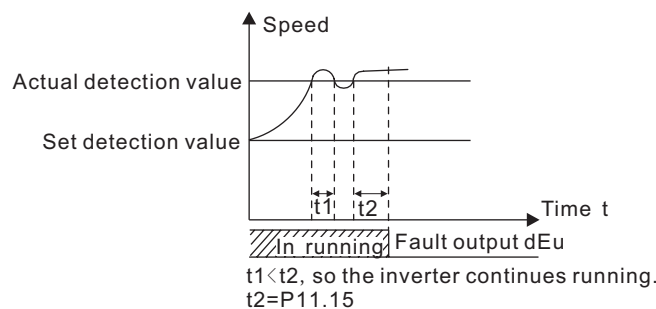 Speed
Actual detection value
Set detection value
t1 t2
Time t
In running Fault output dEu
t1<t2, so the inverter continues running.
t2=P11.15